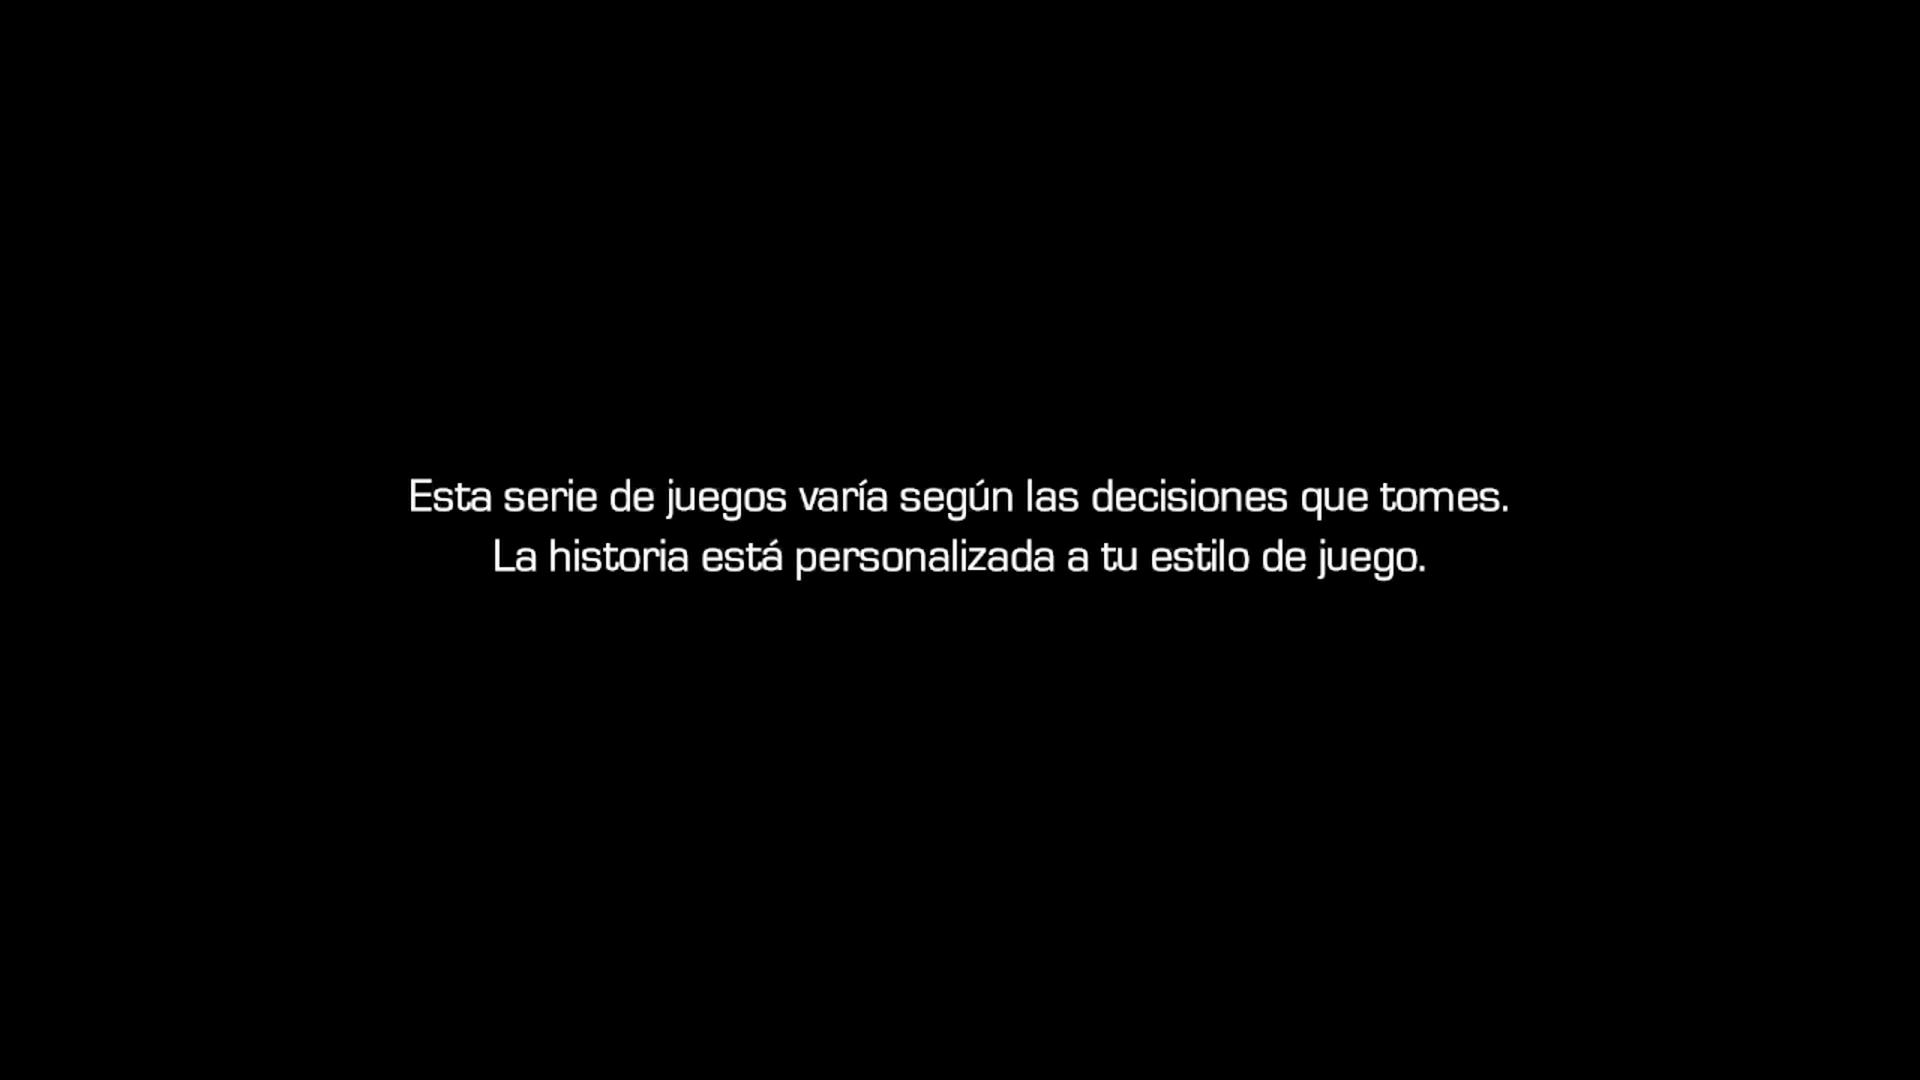 Esta serie de juegos varía según las decisiones que tomes.
La historia está personalizada a tu estilo de juego.